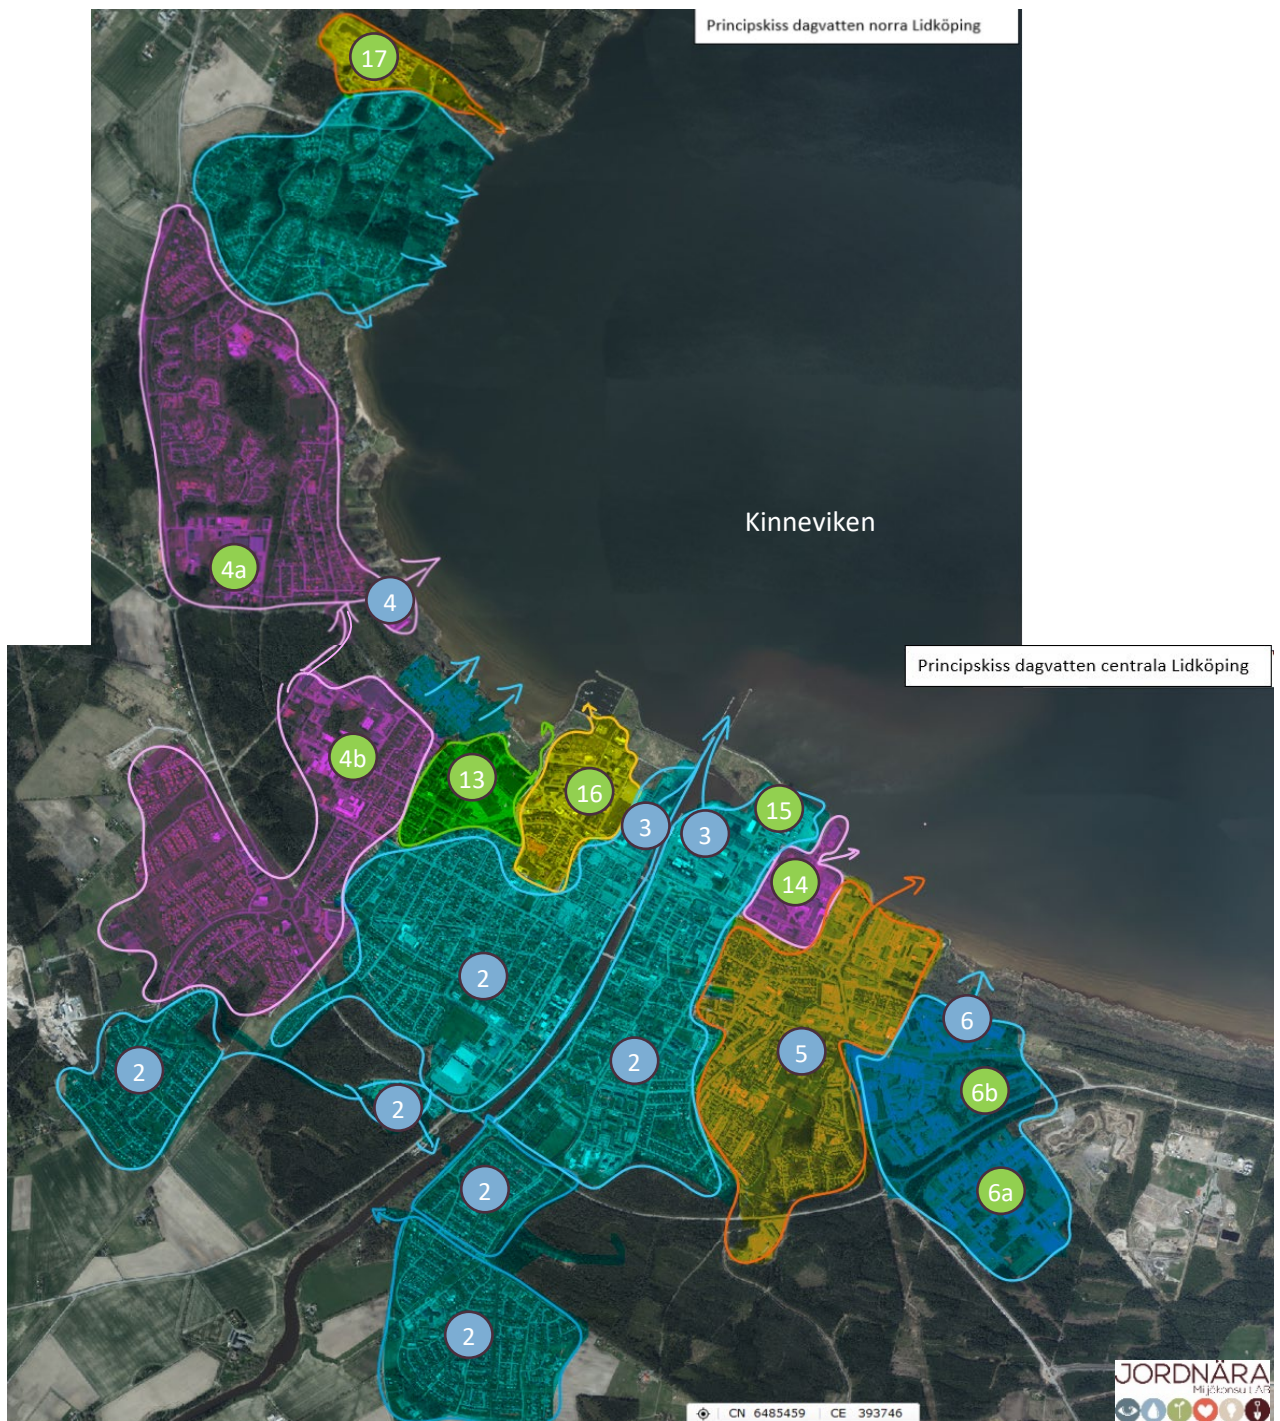 Principskiss dagvatten norra Lidköping
17
Kinneviken
4a
4
Principskiss dagvatten centrala Lidköping
4b
13
16
15
3
3
14
2
6
5
2
2
6b
2
2
6a
2
JORDNÄRA
Miljökonsult AB
CN 6485459 CE 393746